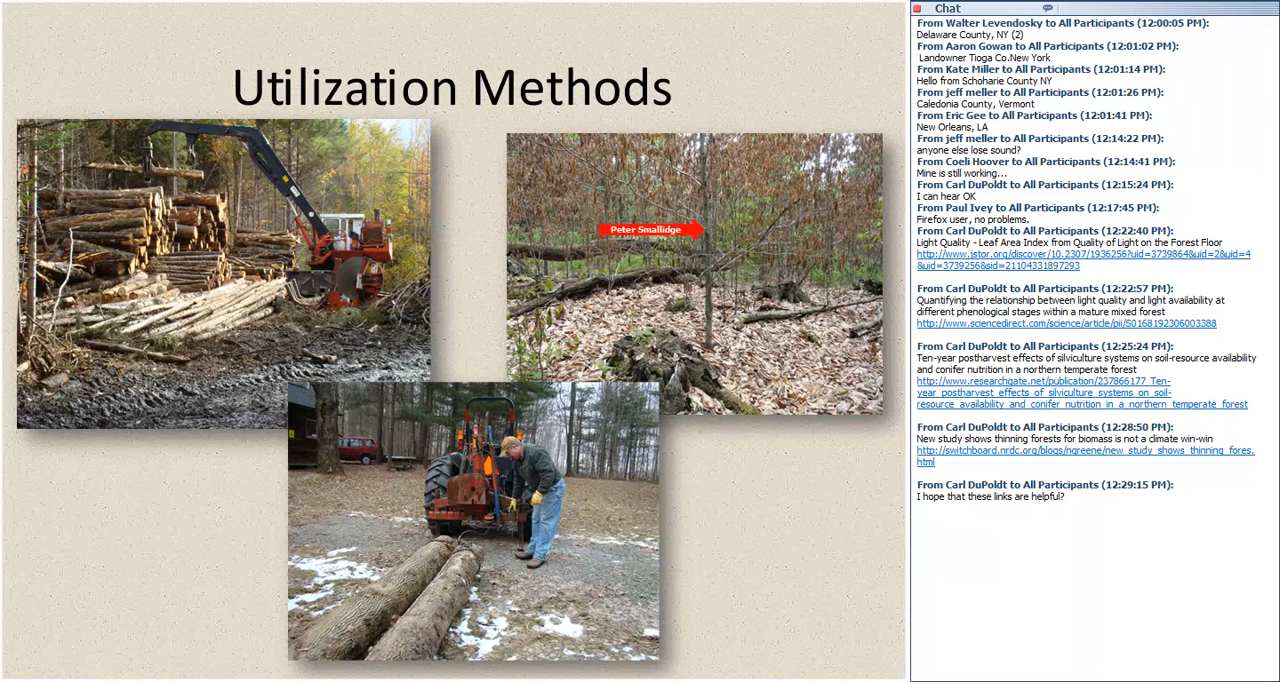 Utilization Methods
Peter Smallidge
Chat
From Walter Levendosky to All Participants (12:00:05 PM):
Delaware County, NY (2)
From Aaron Gowan to All Participants (12:01:02 PM):
Landowner Tioga Co.New York
From Kate Miller to All Participants (12:01:14 PM):
Hello from Schoharie County NY
From jeff meller to All Participants (12:01:26 PM):
Caledonia County, Vermont
From Eric Gee to All Participants (12:01:41 PM):
New Orleans, LA
From jeff meller to All Participants (12:14:22 PM):
anyone else lose sound?
From Coeli Hoover to All Participants (12:14:41 PM):
Mine is still working...
From Carl DuPoldt to All Participants (12:15:24 PM):
I can hear OK
From Paul Ivey to All Participants (12:17:45 PM):
Firefox user, no problems.
From Carl DuPoldt to All Participants (12:22:40 PM):
Light Quality - Leaf Area Index from Quality of Light on the Forest Floor
http://www.jstor.org/discover/10.2307/1936256?uid=3739864&uid=2&uid=4
&uid=3739256&sid=21104331897293
From Carl DuPoldt to All Participants (12:22:57 PM):
Quantifying the relationship between light quality and light availability at
different phenological stages within a mature mixed forest
http://www.sciencedirect.com/science/article/pii/S0168192306003388
From Carl DuPoldt to All Participants (12:25:24 PM):
Ten-year postharvest effects of silviculture systems on soil-resource availability
and conifer nutrition in a northern temperate forest
http://www.researchgate.net/publication/237866177_Ten-
year_postharvest_effects_of_silviculture_systems_on_soil-
resource_availability_and_conifer_nutrition_in_a_northern_temperate_forest
From Carl DuPoldt to All Participants (12:28:50 PM):
New study shows thinning forests for biomass is not a climate win-win
http://switchboard.nrdc.org/blogs/ngreene/new_study_shows_thinning_fores.
html
From Carl DuPoldt to All Participants (12:29:15 PM):
I hope that these links are helpful?